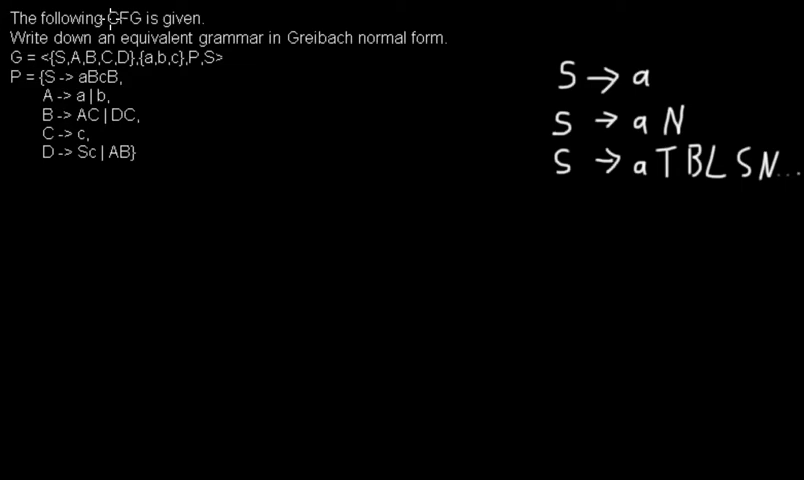 The following CFG is given.
Write down an equivalent grammar in Greibach normal form.
G = <{S,A,B,C,D},{a,b,c},P,S>
P = {S -> aBcB,
A -> a | b,
B -> AC | DC,
C -> c,
D -> Sc | AB}
S → a
S → a N
S → a T B L S N ...